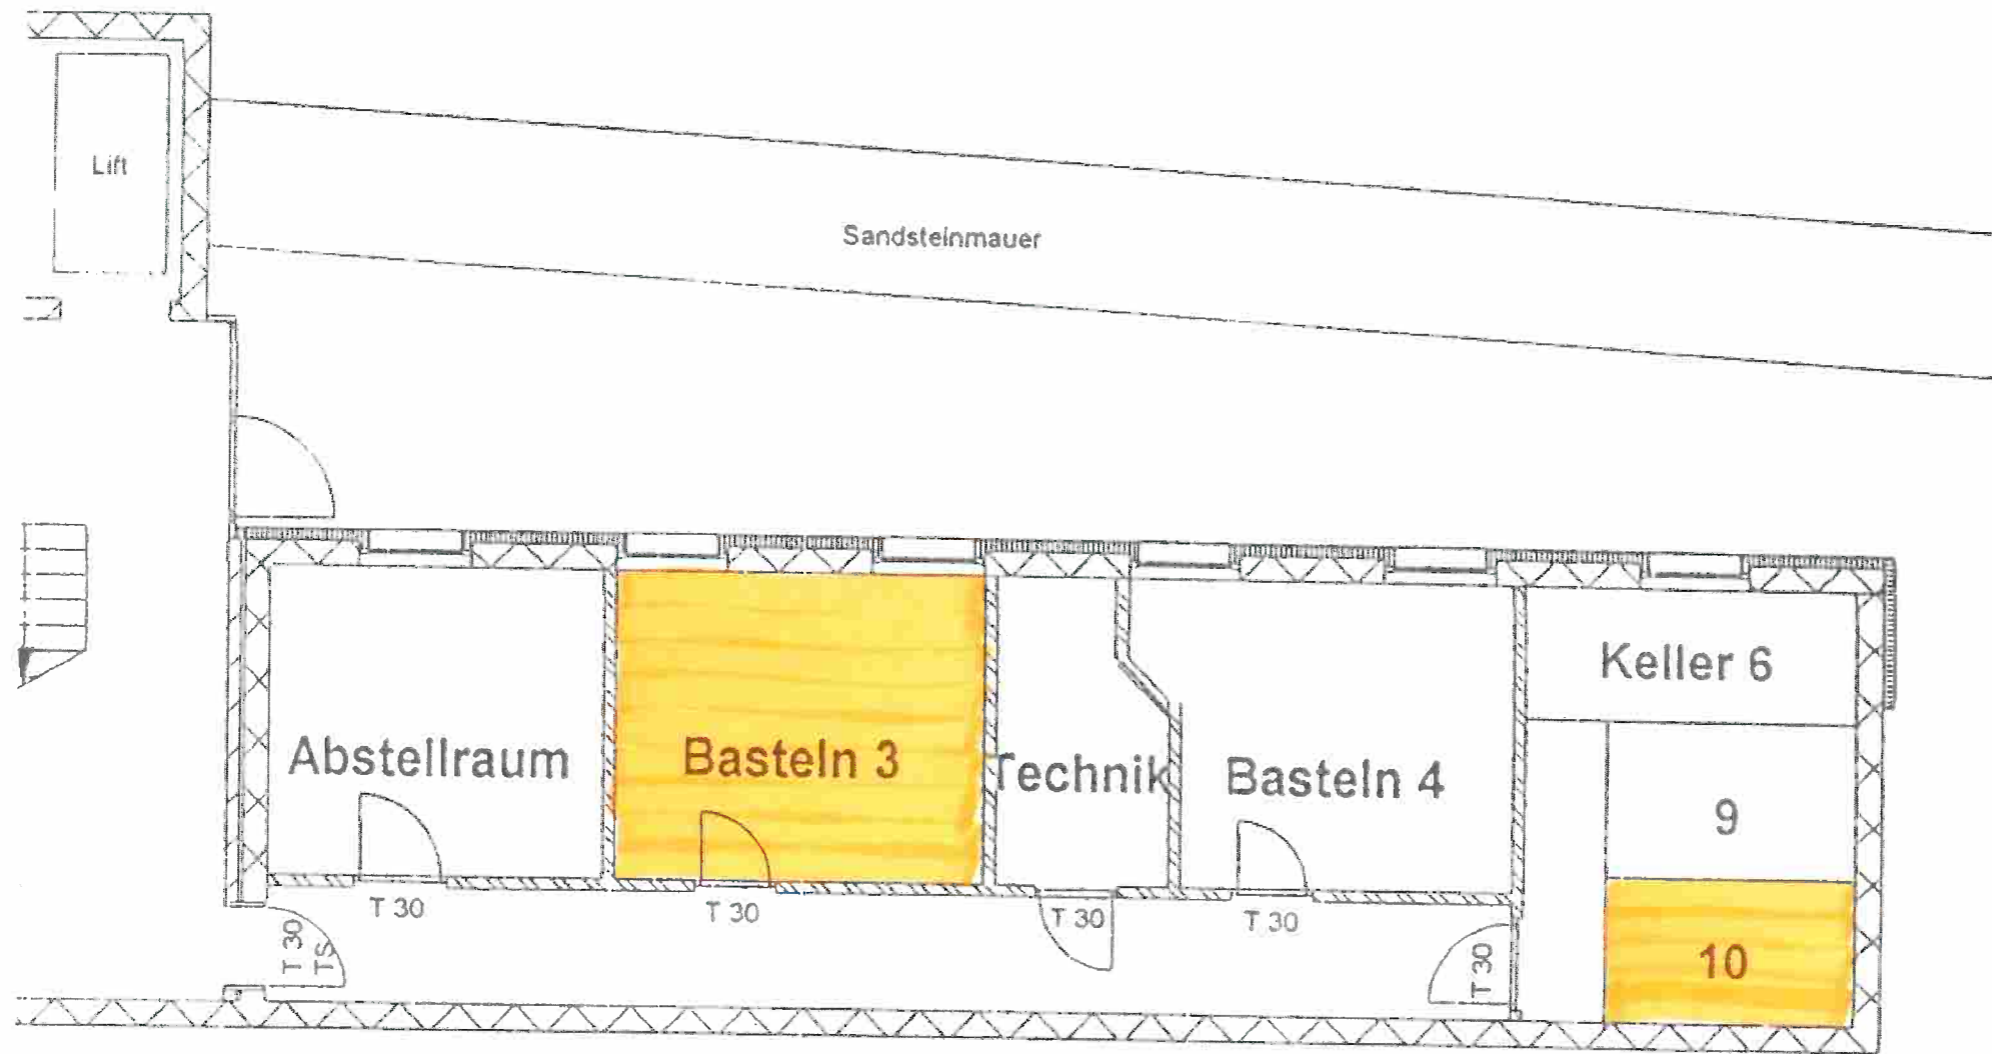 Lift
Sandsteinmauer
Keller 6
Abstellraum
Basteln 3
Technik
Basteln 4
9
10
T 30
T 30
T 30
T 30
T 30
TS
T 30